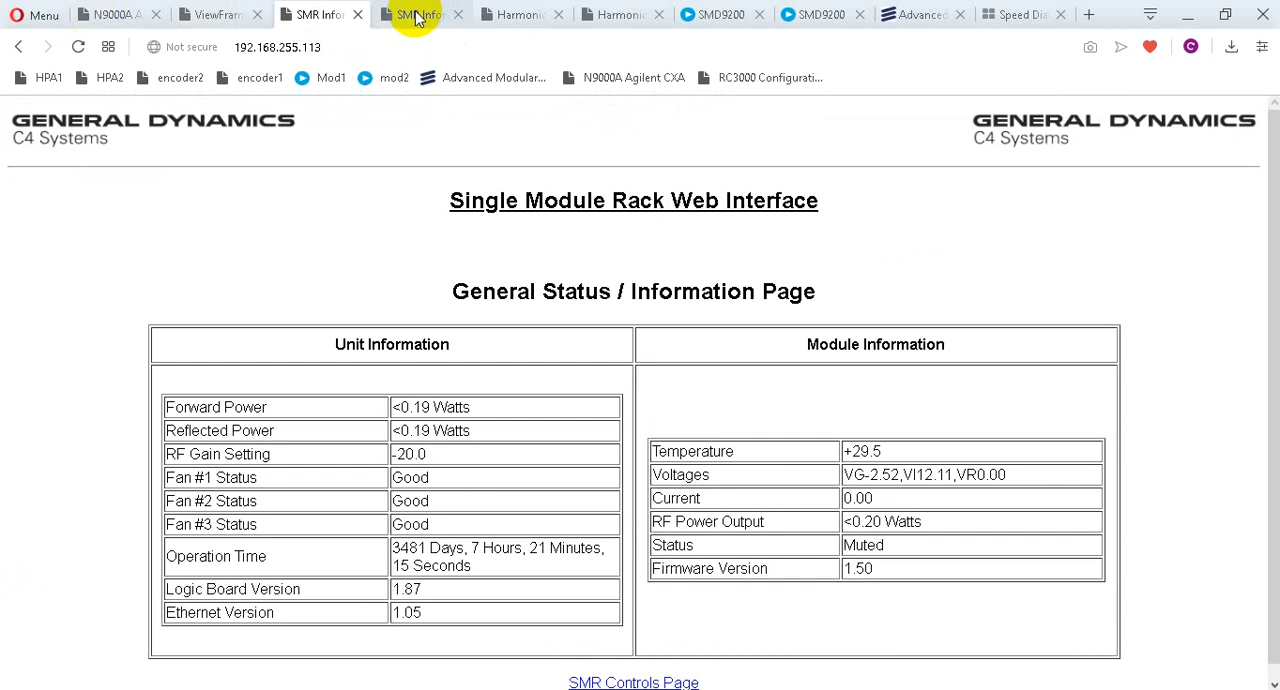 Menu N9000A A ViewFram SMR Infor SMR Infor Harmonic Harmonic SMD9200 SMD9200 Advanced Speed Dia
Not secure 192.168.255.113
HPA1 HPA2 encoder2 encoder1 Mod1 mod2 Advanced Modular... N9000A Agilent CXA RC3000 Configurati...
GENERAL DYNAMICS
C4 Systems
GENERAL DYNAMICS
C4 Systems
Single Module Rack Web Interface
General Status / Information Page
Unit Information
Forward Power <0.19 Watts
Reflected Power <0.19 Watts
RF Gain Setting -20.0
Fan #1 Status Good
Fan #2 Status Good
Fan #3 Status Good
Operation Time 3481 Days, 7 Hours, 21 Minutes,
15 Seconds
Logic Board Version 1.87
Ethernet Version 1.05
Module Information
Temperature +29.5
Voltages VG-2.52,VI12.11,VR0.00
Current 0.00
RF Power Output <0.20 Watts
Status Muted
Firmware Version 1.50
SMR Controls Page